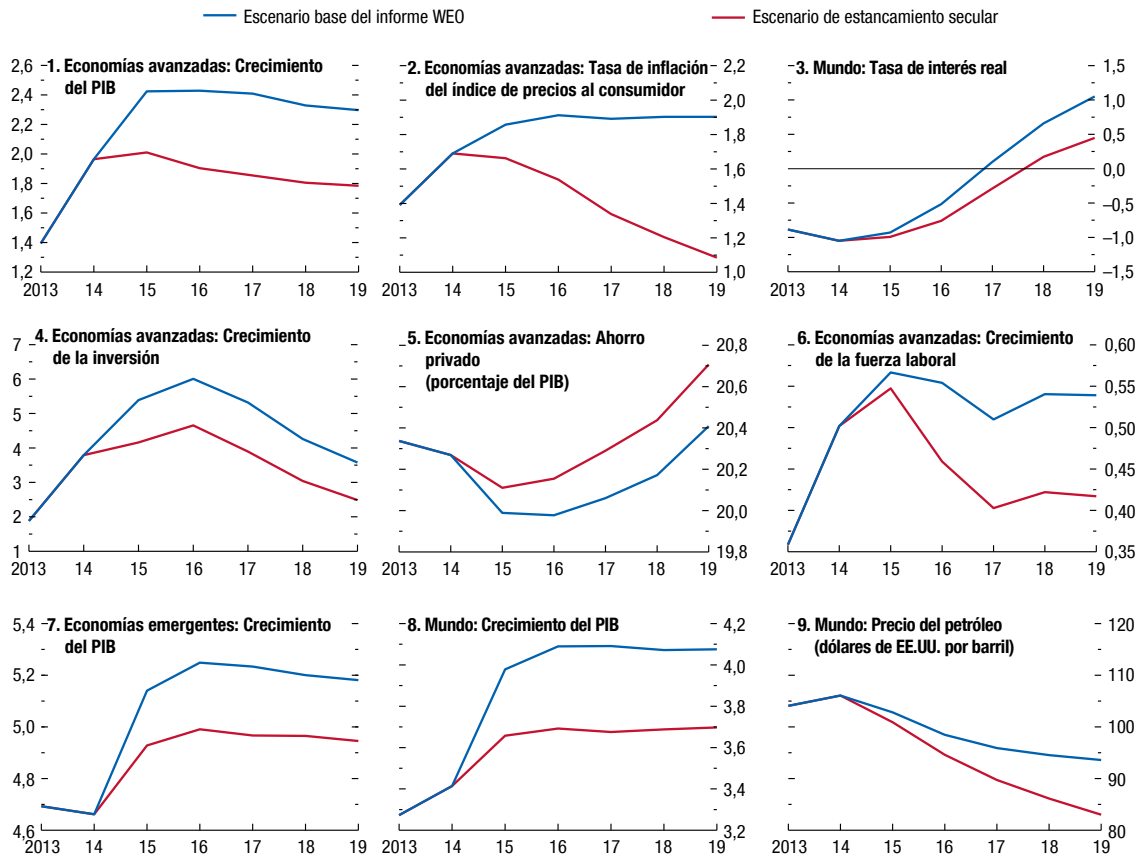 Escenario base del informe WEO
Escenario de estancamiento secular
1. Economías avanzadas: Crecimiento
del PIB
2,6
2,4
2,2
2,0
1,8
1,6
1,4
1,2
2013 14 15 16 17 18 19
2. Economías avanzadas: Tasa de inflación
del índice de precios al consumidor
2,2
2,0
1,8
1,6
1,4
1,2
1,0
2013 14 15 16 17 18 19
3. Mundo: Tasa de interés real
1,5
1,0
0,5
0,0
–0,5
–1,0
–1,5
2013 14 15 16 17 18 19
4. Economías avanzadas: Crecimiento
de la inversión
7
6
5
4
3
2
1
2013 14 15 16 17 18 19
5. Economías avanzadas: Ahorro
privado
(porcentaje del PIB)
20,8
20,6
20,4
20,2
20,0
19,8
2013 14 15 16 17 18 19
6. Economías avanzadas: Crecimiento
de la fuerza laboral
0,60
0,55
0,50
0,45
0,40
0,35
2013 14 15 16 17 18 19
7. Economías emergentes: Crecimiento
del PIB
5,4
5,2
5,0
4,8
4,6
2013 14 15 16 17 18 19
8. Mundo: Crecimiento del PIB
4,2
4,0
3,8
3,6
3,4
3,2
2013 14 15 16 17 18 19
9. Mundo: Precio del petróleo
(dólares de EE.UU. por barril)
120
110
100
90
80
2013 14 15 16 17 18 19